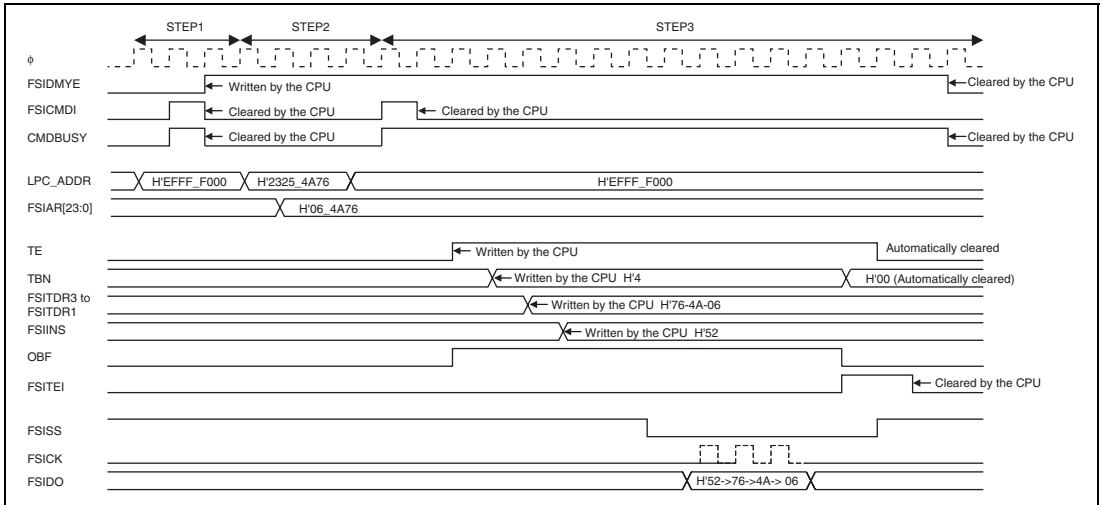 STEP1 STEP2 STEP3
ϕ
FSIDMYE Written by the CPU Cleared by the CPU
FSICMDI Cleared by the CPU Cleared by the CPU
CMDBUSY Cleared by the CPU Cleared by the CPU
LPC_ADDR H'EFFF_F000 H'2325_4A76 H'EFFF_F000
FSIAR[23:0] H'06_4A76
TE Written by the CPU Automatically cleared
TBN Written by the CPU H'4 H'00 (Automatically cleared)
FSITDR3 to
FSITDR1 Written by the CPU H'76-4A-06
FSIINS Written by the CPU H'52
OBF
FSITEI Cleared by the CPU
FSISS
FSICK
FSIDO H'52->76->4A-> 06